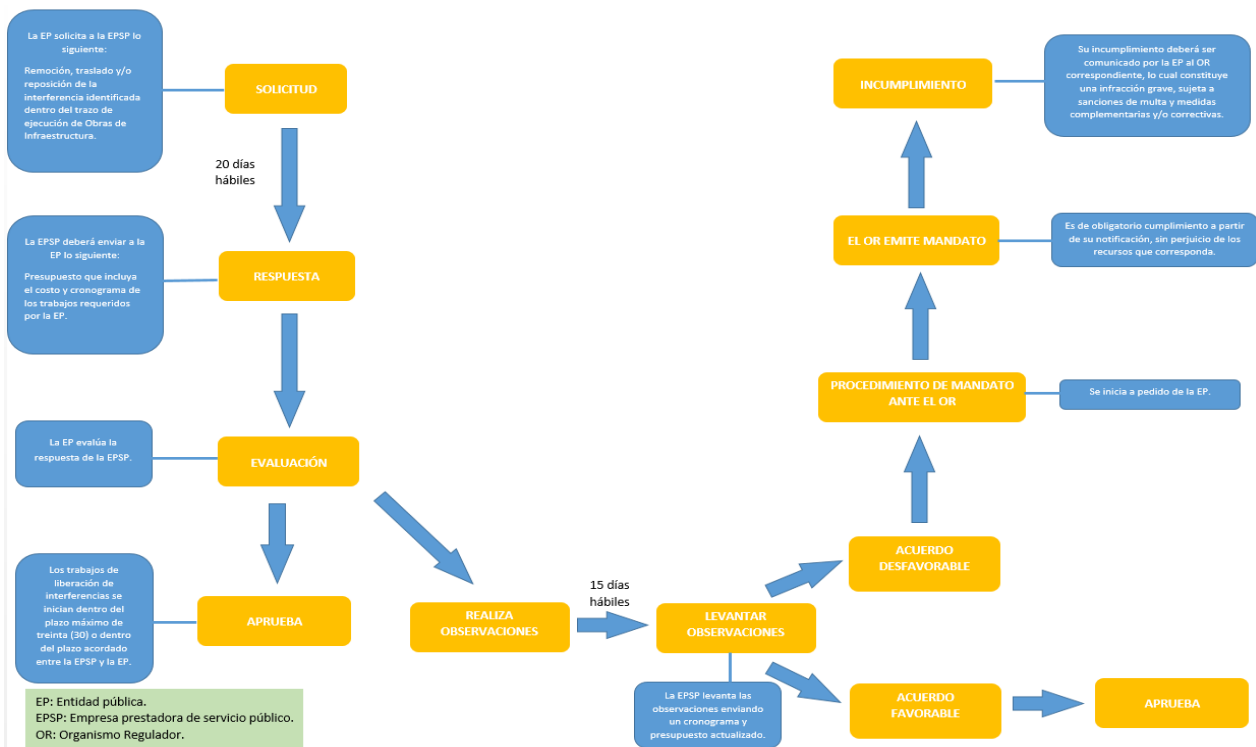 La EP solicita a la EPSP lo
siguiente:
Remoción, traslado y/o
reposición de la
interferencia identificada
dentro del trazo de
ejecución de Obras de
Infraestructura.
SOLICITUD
20 días
hábiles
La EPSP deberá enviar a la
EP lo siguiente:
Presupuesto que incluya
el costo y cronograma de
los trabajos requeridos
por la EP.
RESPUESTA
La EP evalúa la
respuesta de la EPSP.
EVALUACIÓN
Los trabajos de
liberación de
interferencias se
inician dentro del
plazo máximo de
treinta (30) o dentro
del plazo acordado
entre la EPSP y la EP.
APRUEBA
REALIZA
OBSERVACIONES
15 días
hábiles
LEVANTAR
OBSERVACIONES
La EPSP levanta las
observaciones enviando
un cronograma y
presupuesto actualizado.
ACUERDO
FAVORABLE
APRUEBA
ACUERDO
DESFAVORABLE
PROCEDIMIENTO DE MANDATO
ANTE EL OR
Se inicia a pedido de la EP.
EL OR EMITE MANDATO
Es de obligatorio cumplimiento a partir
de su notificación, sin perjuicio de los
recursos que corresponda.
INCUMPLIMIENTO
Su incumplimiento deberá ser
comunicado por la EP al OR
correspondiente, lo cual constituye
una infracción grave, sujeta a
sanciones de multa y medidas
complementarias y/o correctivas.
EP: Entidad pública.
EPSP: Empresa prestadora de servicio público.
OR: Organismo Regulador.